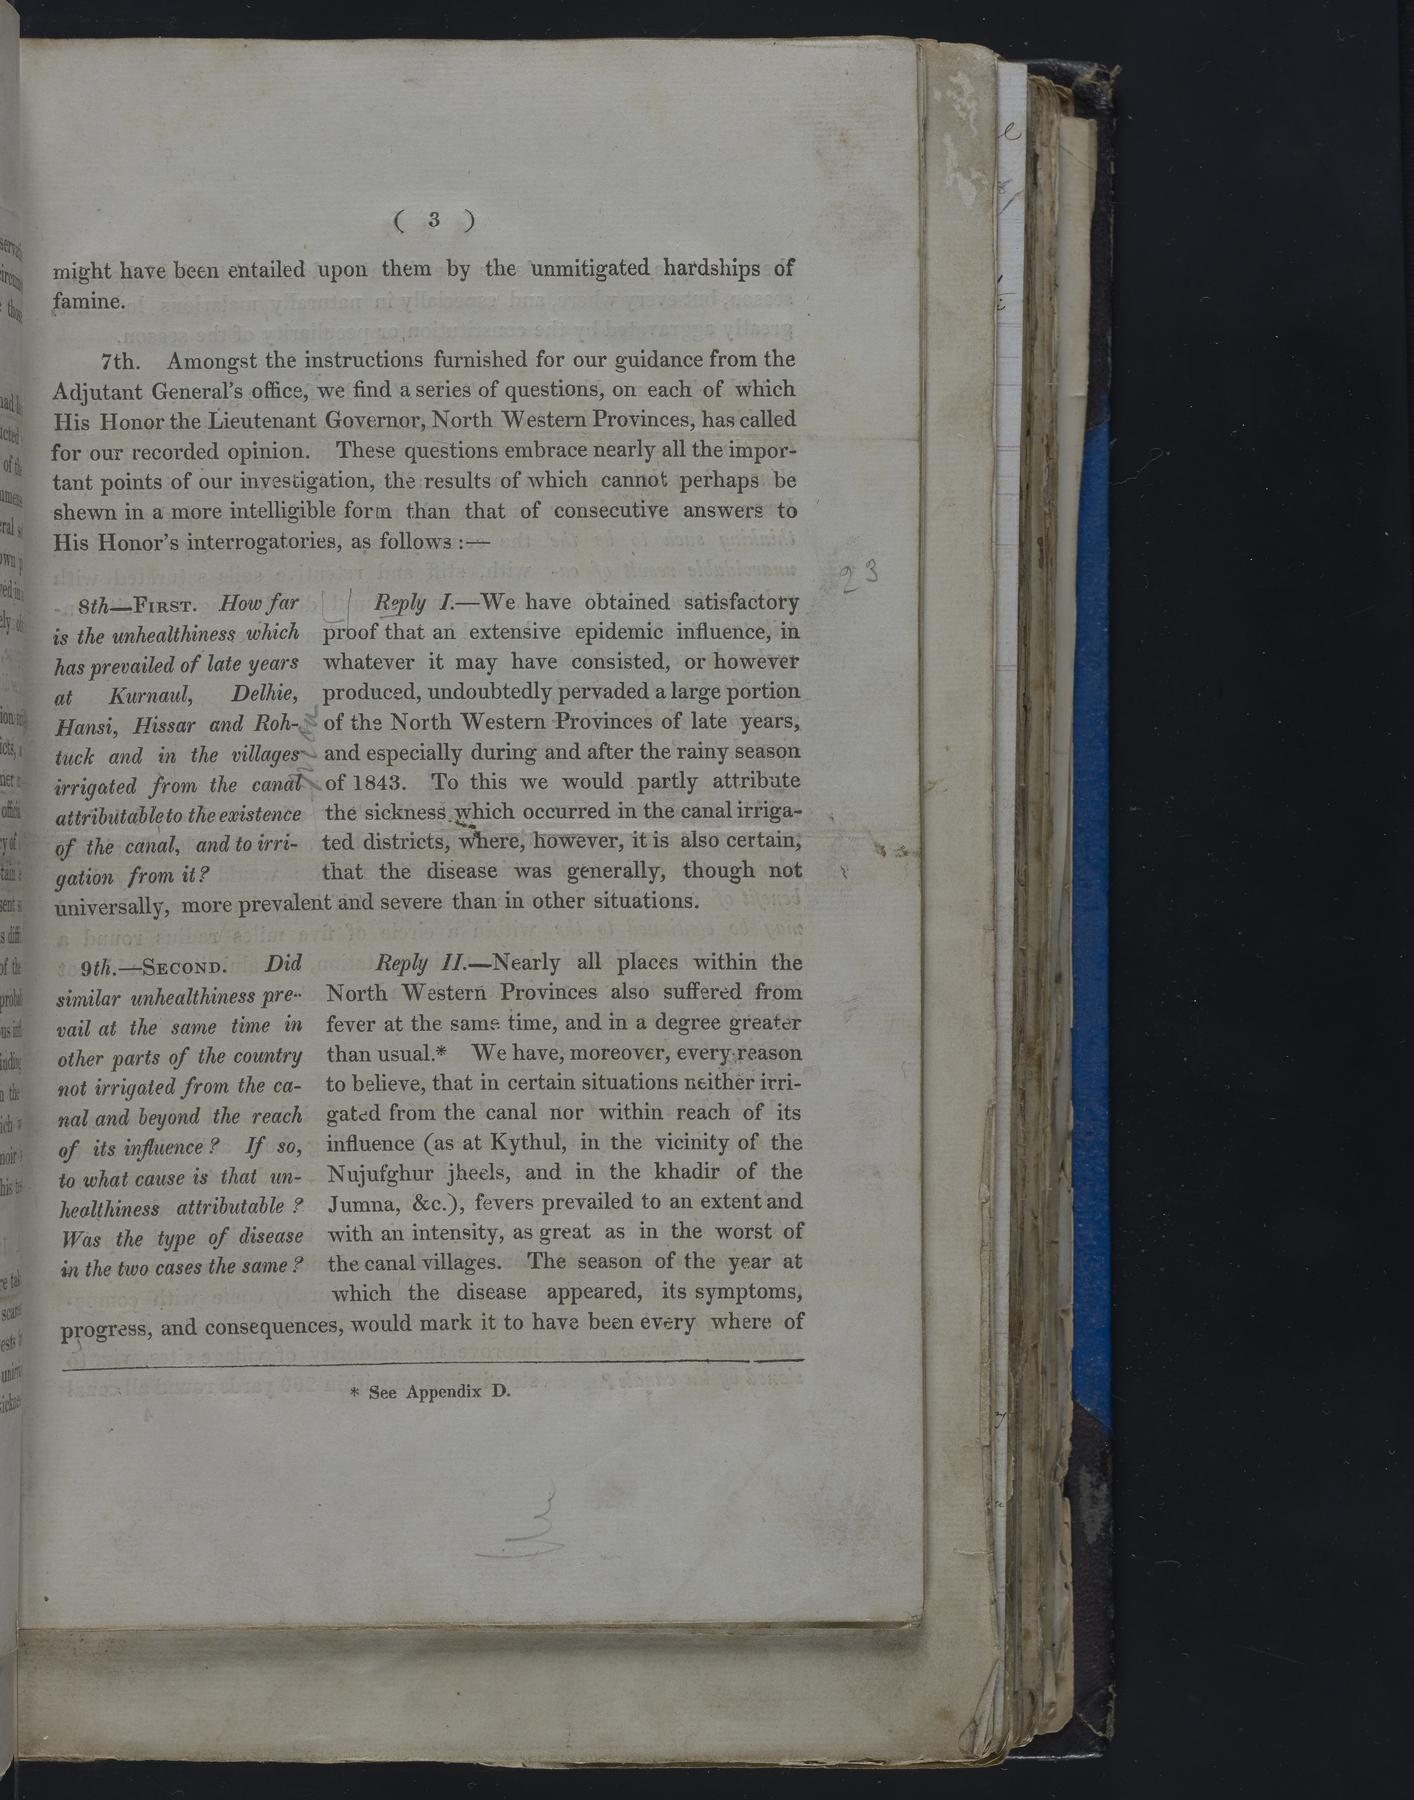 ( 3 )
might have been entailed upon them by the unmitigated hardships of
famine.
7th. Amongst the instructions furnished for our guidance from the
Adjutant General's office, we find a series of questions, on each of which
His Honor the Lieutenant Governor, North Western Provinces, has called
for our recorded opinion. These questions embrace nearly all the impor-
tant points of our investigation, the results of which cannot perhaps be
shewn in a more intelligible form than that of consecutive answers to
His Honor's interrogatories, as follows :—
23
8th—FIRST. How far
is the unhealthiness which
has prevailed of late years
at Kurnaul, Delhie,
Hansi, Hissar and Roh-
tuck and in the villages
irrigated from the canal
attributable to the existence
of the canal, and to irri-
gation from it?
Reply I.—We have obtained satisfactory
proof that an extensive epidemic influence, in
whatever it may have consisted, or however
produced, undoubtedly pervaded a large portion
of the North Western Provinces of late years,
and especially during and after the rainy season
of 1843. To this we would partly attribute
the sickness which occurred in the canal irriga-
ted districts, where, however, it is also certain,
that the disease was generally, though not
universally, more prevalent and severe than in other situations.
9th.—SECOND. Did
similar unhealthiness pre-
vail at the same time in
other parts of the country
not irrigated from the ca-
nal and beyond the reach
of its influence? If so,
to what cause is that un-
healthiness attributable?
Was the type of disease
in the two cases the same?
Reply II.—Nearly all places within the
North Western Provinces also suffered from
fever at the same time, and in a degree greater
than usual.* We have, moreover, every reason
to believe, that in certain situations neither irri-
gated from the canal nor within reach of its
influence (as at Kythul, in the vicinity of the
Nujufghur jheels, and in the khadir of the
Jumna, &c.), fevers prevailed to an extent and
with an intensity, as great as in the worst of
the canal villages. The season of the year at
which the disease appeared, its symptoms,
progress, and consequences, would mark it to have been every where of
* See Appendix D.